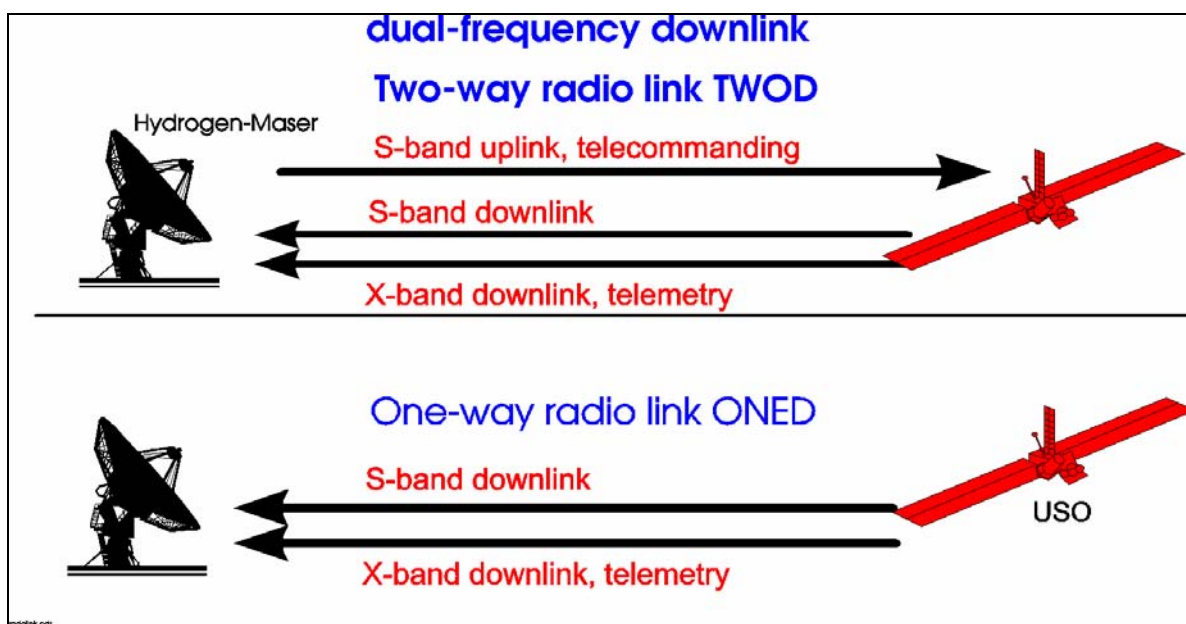 dual-frequency downlink
Two-way radio link TWOD
Hydrogen-Maser
S-band uplink, telecommanding
S-band downlink
X-band downlink, telemetry
One-way radio link ONED
S-band downlink
USO
X-band downlink, telemetry